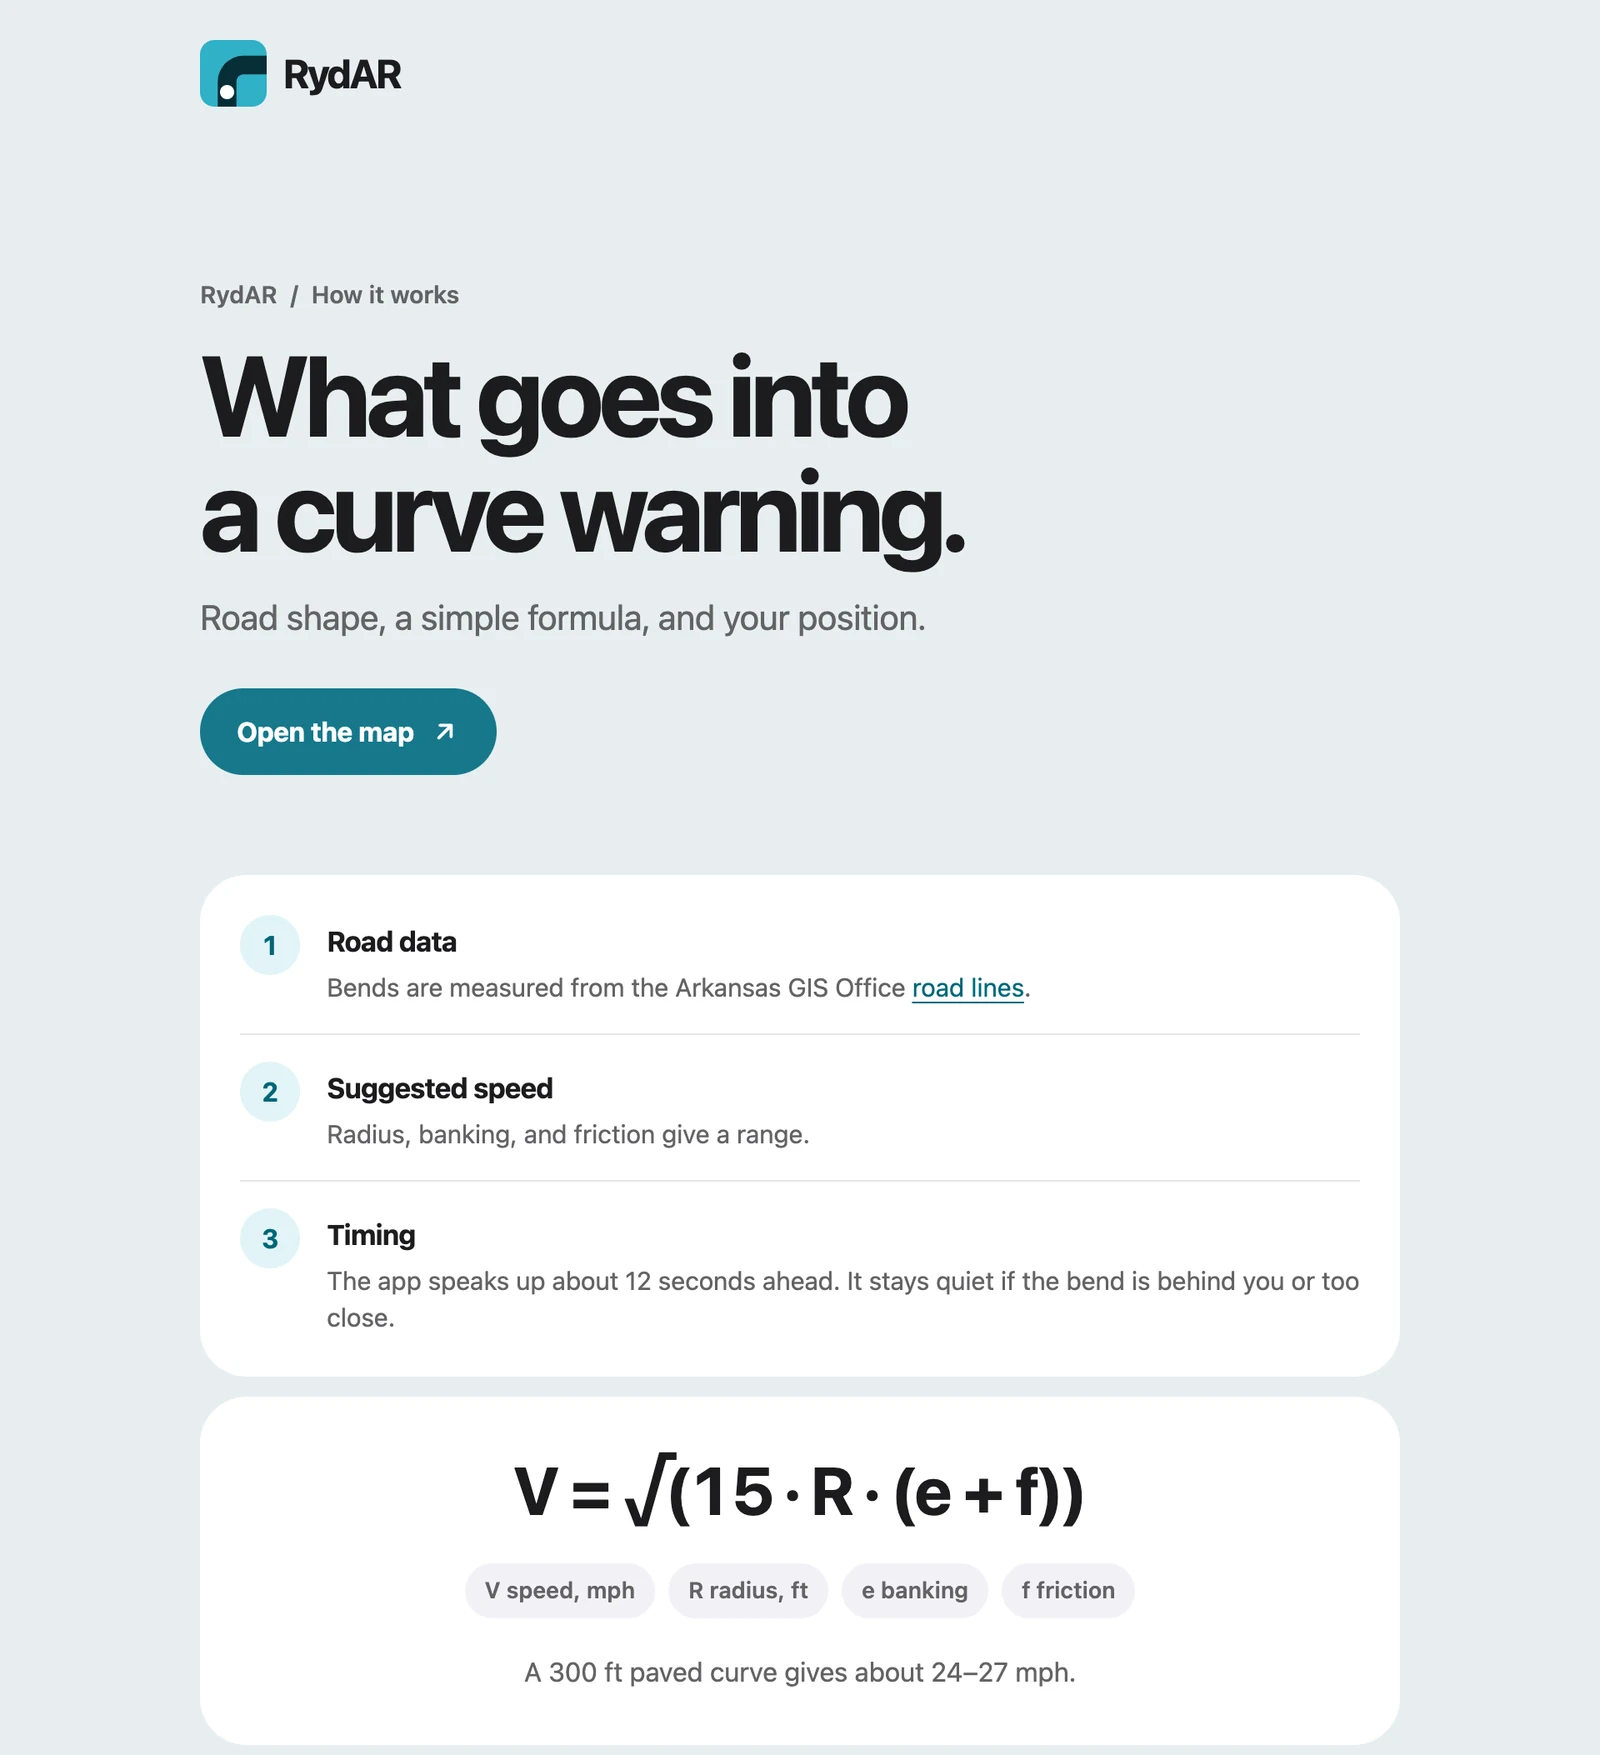 RydAR
RydAR / How it works
What goes into
a curve warning.
Road shape, a simple formula, and your position.
Open the map ↗
1
Road data
Bends are measured from the Arkansas GIS Office road lines.
2
Suggested speed
Radius, banking, and friction give a range.
3
Timing
The app speaks up about 12 seconds ahead. It stays quiet if the bend is behind you or too
close.
V = √(15 · R · (e + f))
V speed, mph
R radius, ft
e banking
f friction
A 300 ft paved curve gives about 24–27 mph.